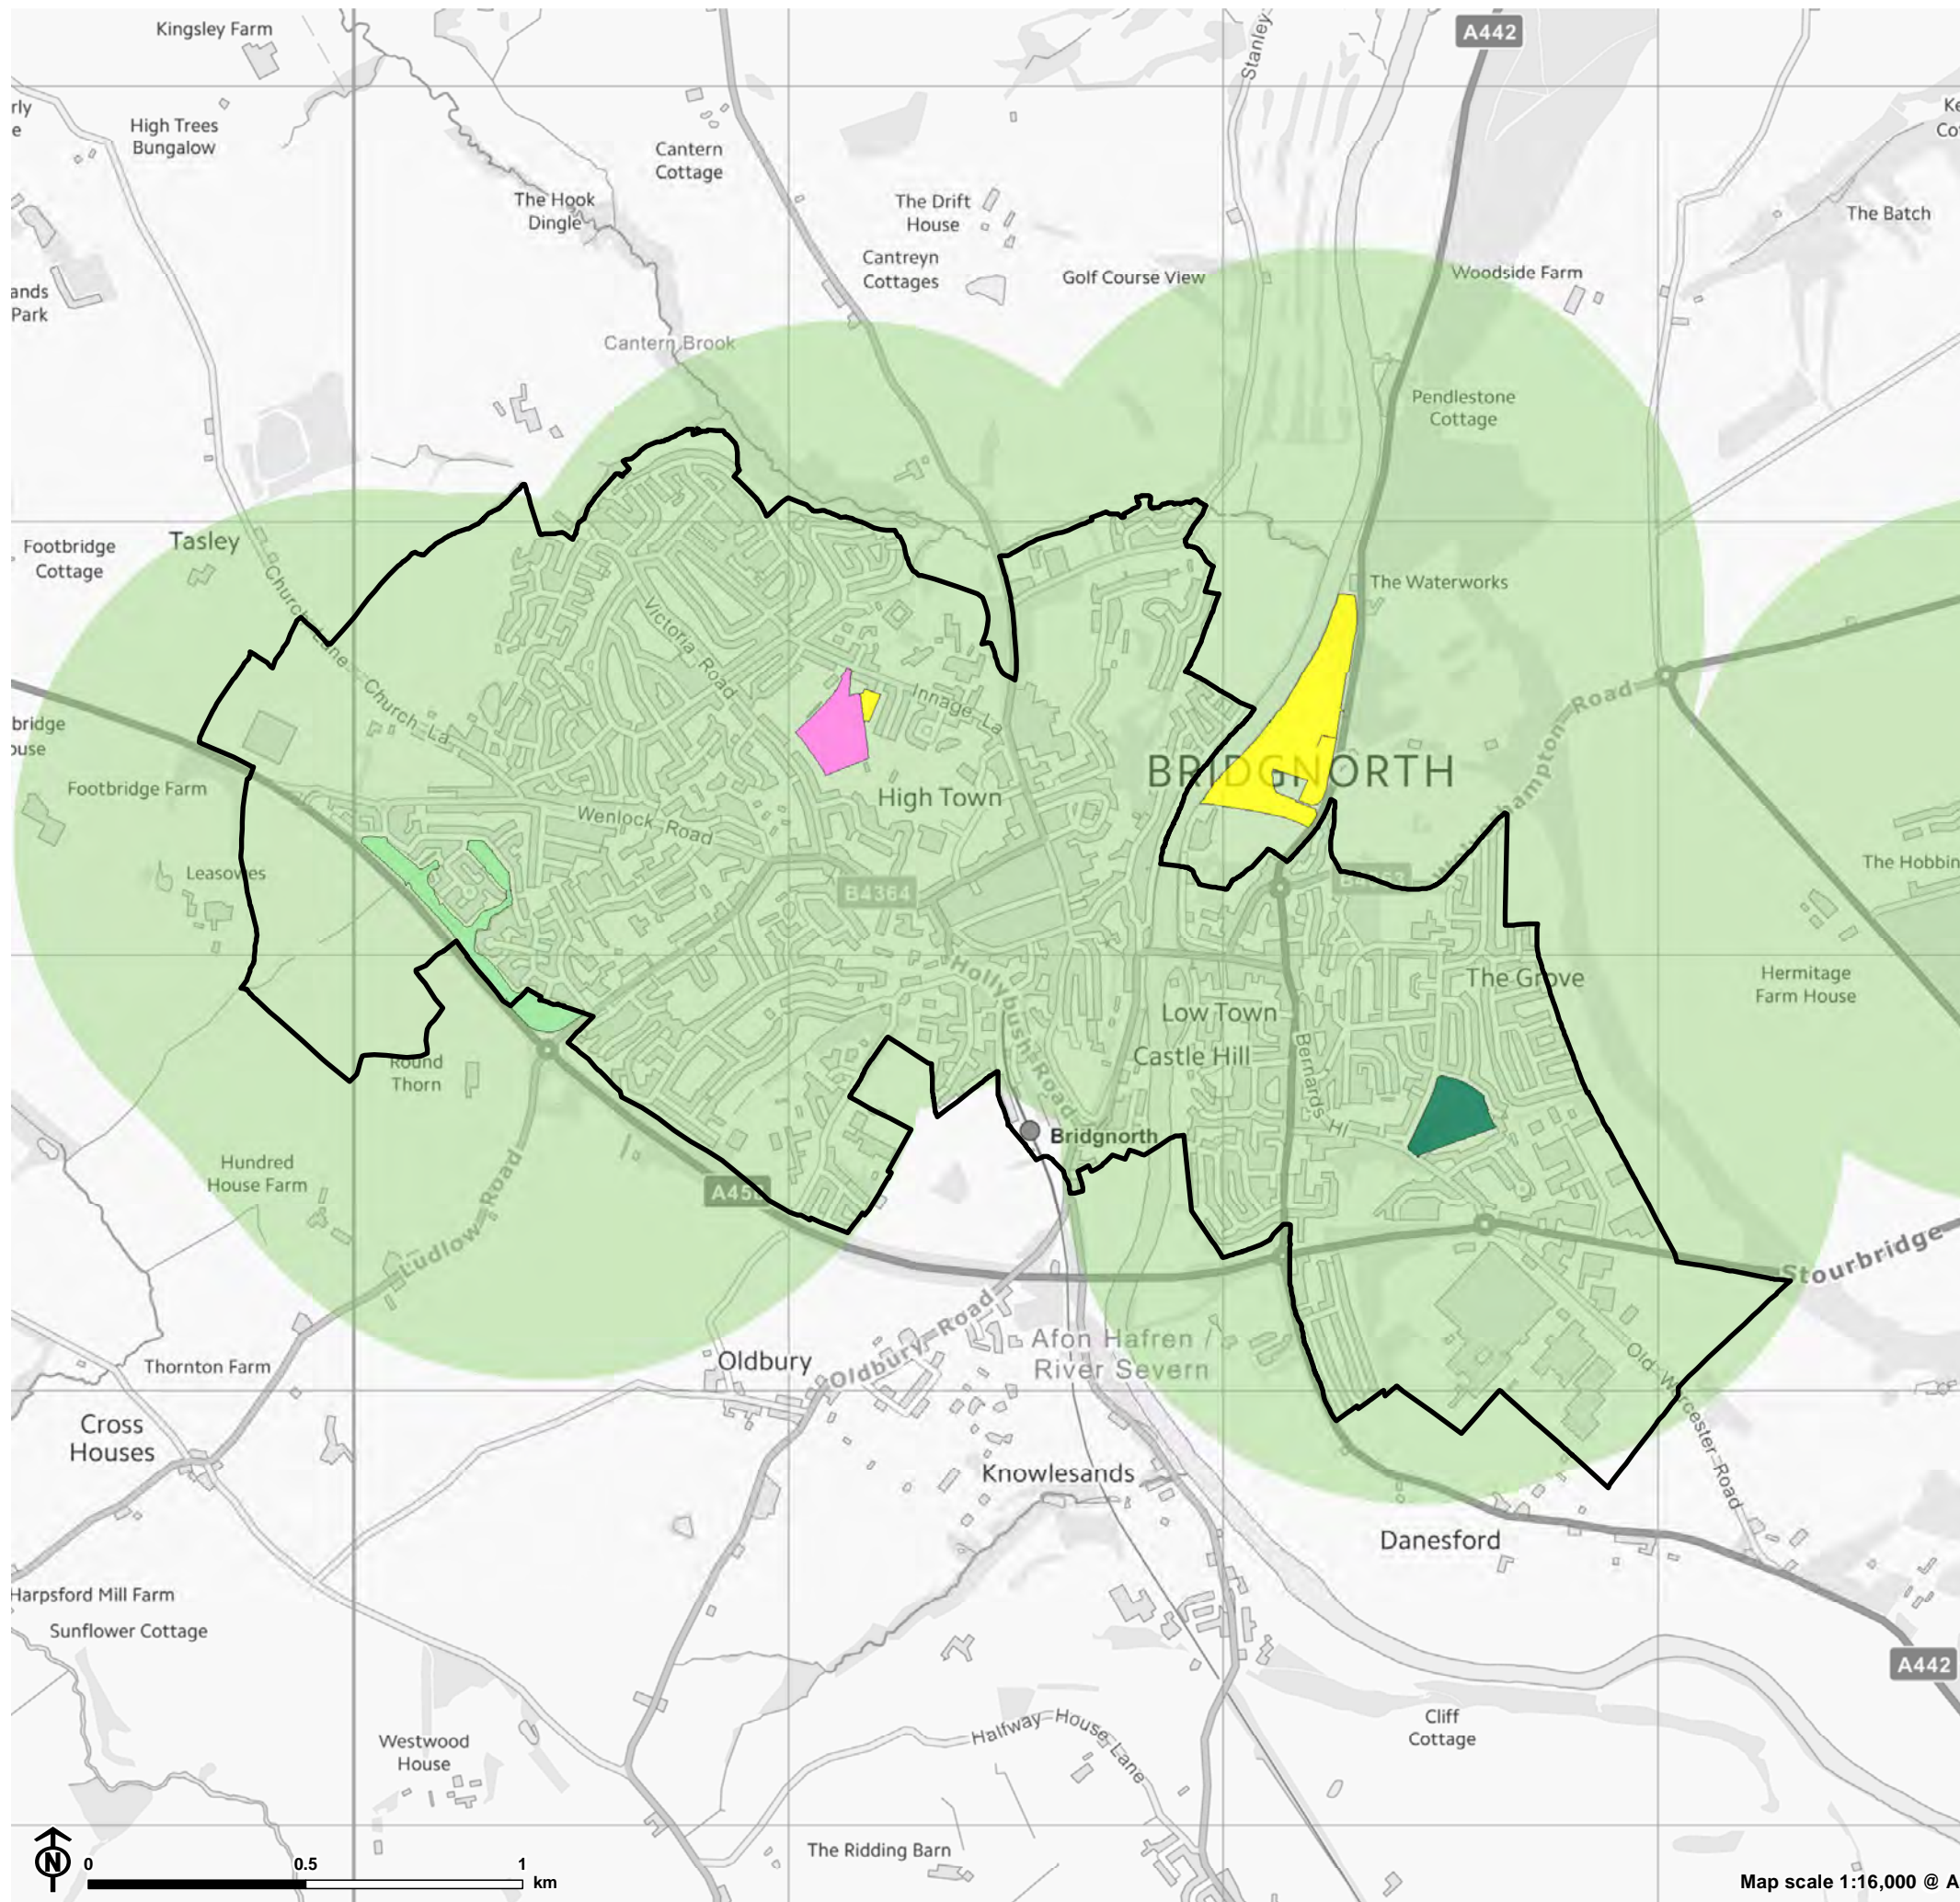 Kingsley Farm
A442
Stanley
rly
e
High Trees
Bungalow
Cantern
Cottage
The Hook
Dingle
The Drift
House
The Batch
Cantreyn
Cottages
Golf Course View
Woodside Farm
ands
Park
Cantern Brook
Pendlestone
Cottage
Tasley
Footbridge
Cottage
The Waterworks
Church Lane
Church La
Victoria Road
Innage La
Road
bridge
ouse
BRIDGNORTH
Footbridge Farm
High Town
Wenlock Road
The Hobbin
Leasowes
B4364
Hermitage
Farm House
The Grove
Hollybush Road
Low Town
Castle Hill
Bernards Hl
Round
Thorn
Bridgnorth
Hundred
House Farm
A458
Ludlow Road
Stourbridge
Oldbury Road
Afon Hafren /
River Severn
Oldbury
Thornton Farm
Old Worcester Road
Cross
Houses
Knowlesands
Danesford
Harpsford Mill Farm
Sunflower Cottage
A442
Westwood
House
Halfway House Lane
Cliff
Cottage
The Ridding Barn
N
0 0.5 1
km
Map scale 1:16,000 @ A